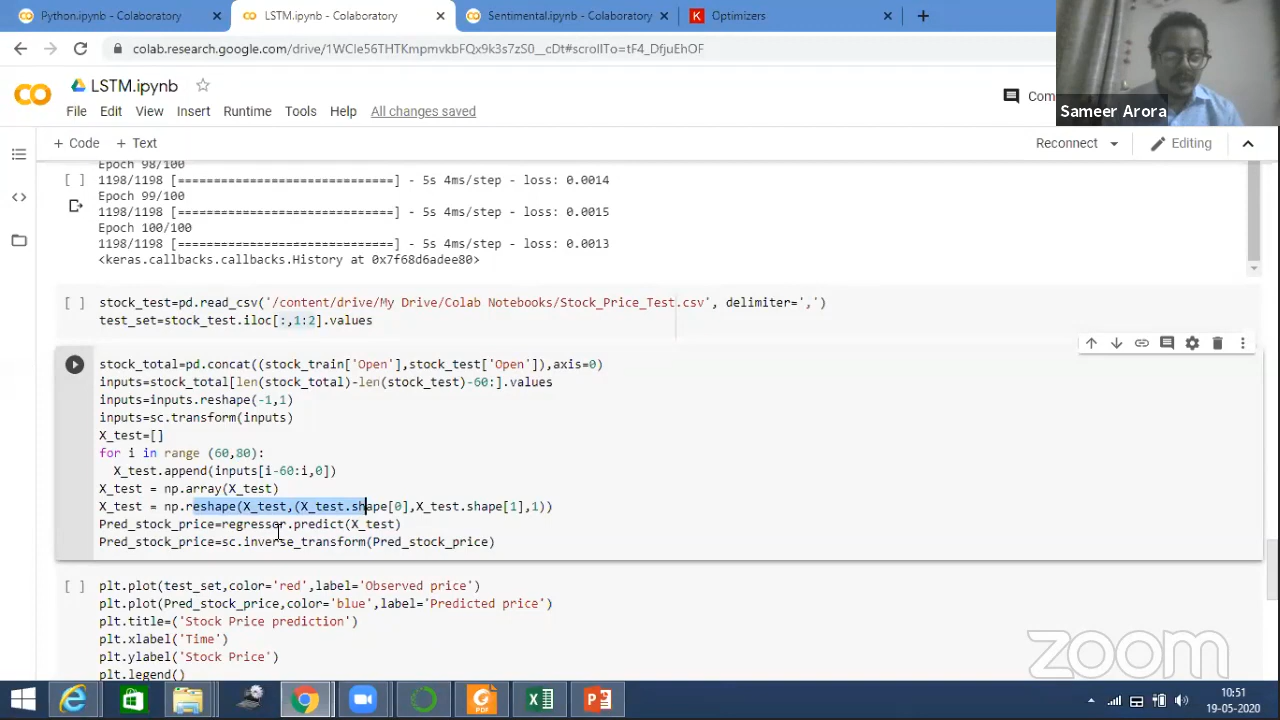 Python.ipynb - Colaboratory
LSTM.ipynb - Colaboratory
Sentimental.ipynb - Colaboratory
K
Optimizers
colab.research.google.com/drive/1WCle56THTKmpmvkbFQx9k3s7zS0__cDt#scrollTo=tF4_DfjuEhOF
LSTM.ipynb
File Edit View Insert Runtime Tools Help All changes saved
Com
Sameer Arora
+ Code + Text
Reconnect
Editing
Epoch 98/100
[ ] 1198/1198 [==============================] - 5s 4ms/step - loss: 0.0014
Epoch 99/100
1198/1198 [==============================] - 5s 4ms/step - loss: 0.0015
Epoch 100/100
1198/1198 [==============================] - 5s 4ms/step - loss: 0.0013
<keras.callbacks.callbacks.History at 0x7f68d6adee80>
[ ] stock_test=pd.read_csv('/content/drive/My Drive/Colab Notebooks/Stock_Price_Test.csv', delimiter=',')
test_set=stock_test.iloc[:,1:2].values
stock_total=pd.concat((stock_train['Open'],stock_test['Open']),axis=0)
inputs=stock_total[len(stock_total)-len(stock_test)-60:].values
inputs=inputs.reshape(-1,1)
inputs=sc.transform(inputs)
X_test=[]
for i in range (60,80):
X_test.append(inputs[i-60:i,0])
X_test = np.array(X_test)
X_test = np.reshape(X_test,(X_test.shape[0],X_test.shape[1],1))
Pred_stock_price=regresser.predict(X_test)
Pred_stock_price=sc.inverse_transform(Pred_stock_price)
[ ] plt.plot(test_set,color='red',label='Observed price')
plt.plot(Pred_stock_price,color='blue',label='Predicted price')
plt.title=('Stock Price prediction')
plt.xlabel('Time')
plt.ylabel('Stock Price')
plt.legend()
zoom
10:51
19-05-2020